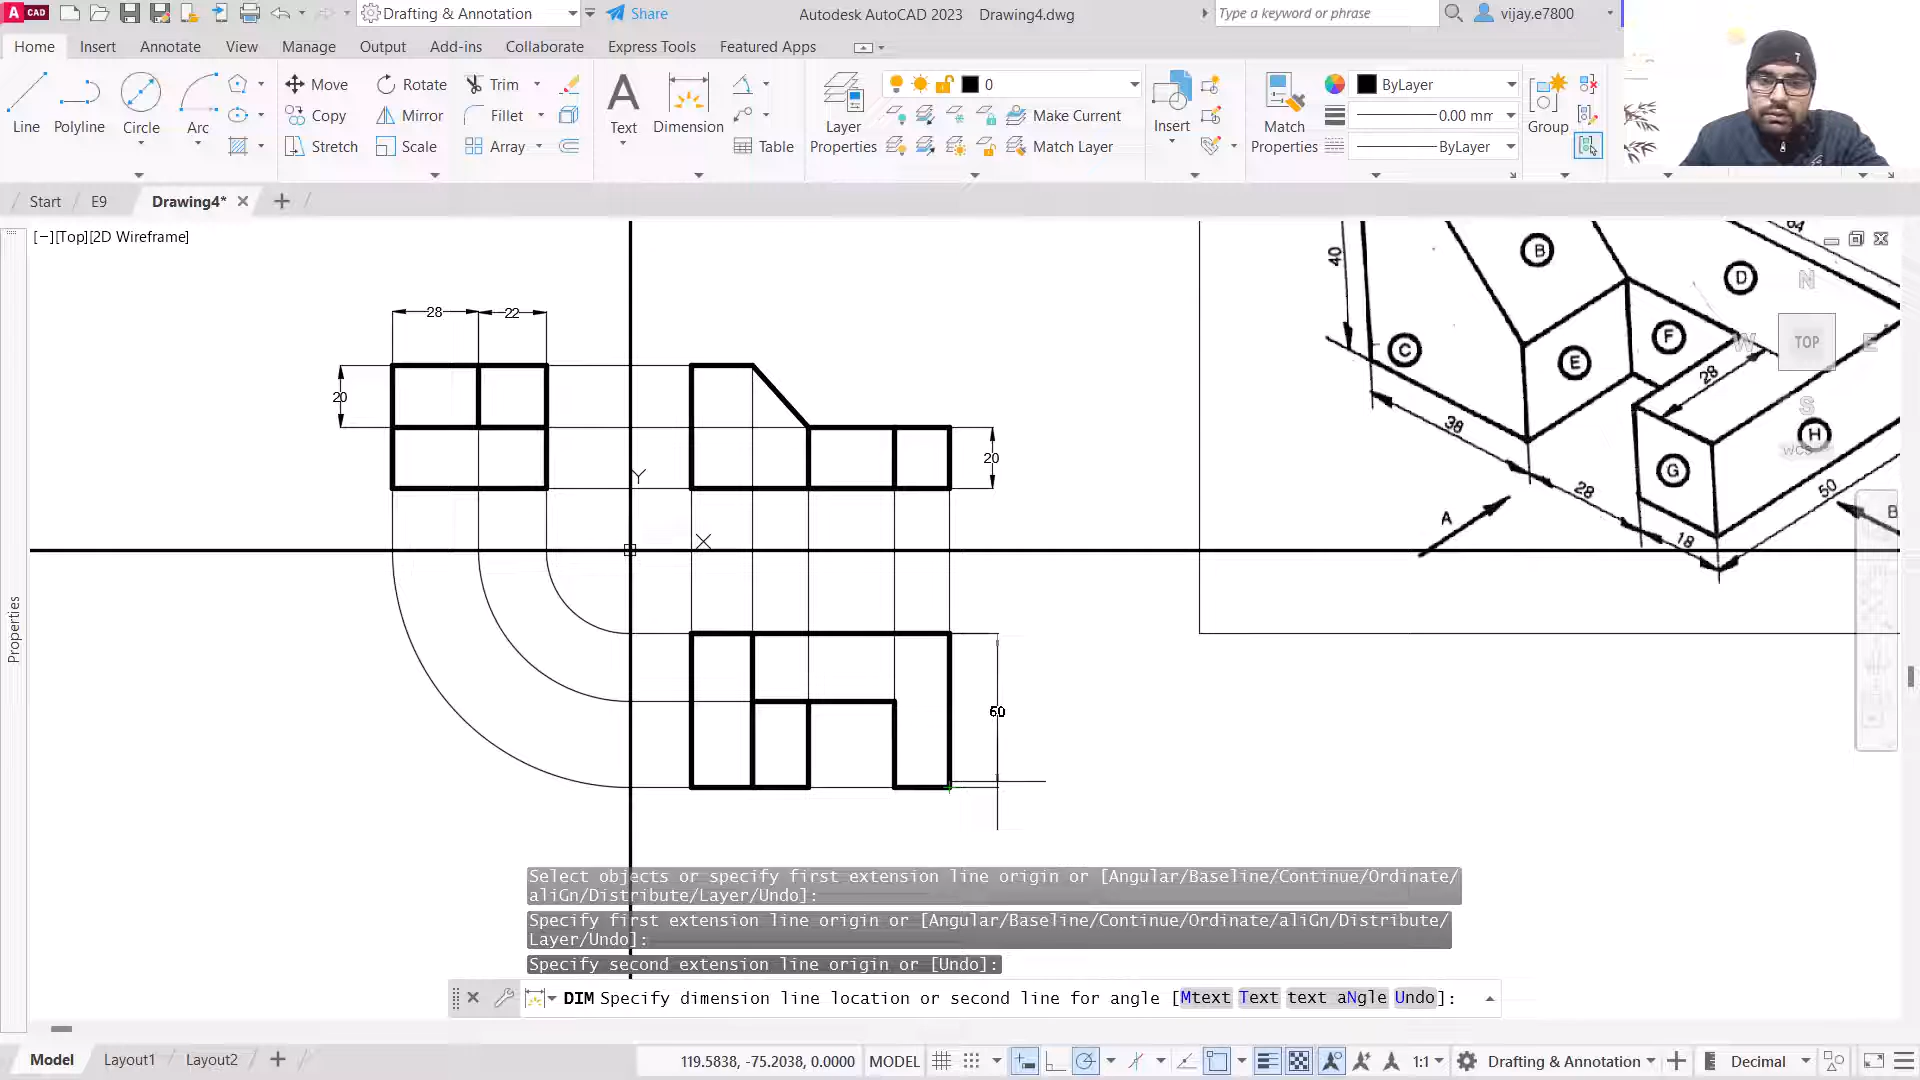 A CAD
Drafting & Annotation
Share
Autodesk AutoCAD 2023 Drawing4.dwg
Type a keyword or phrase
vijay.e7800
Home Insert Annotate View Manage Output Add-ins Collaborate Express Tools Featured Apps
Line Polyline Circle Arc
Move Rotate Trim
Copy Mirror Fillet
Stretch Scale Array
Text Dimension Table
Layer Properties
0
Make Current
Match Layer
Insert
Match Properties
ByLayer
0.00 mm
ByLayer
Group
Start E9 Drawing4*
[−][Top][2D Wireframe]
Properties
28 22
20
20
60
Y
X
40
64
B
D
C
E
F
28
38
G
H
28
50
A
18
B
N
W TOP E
S
WCS
Select objects or specify first extension line origin or [Angular/Baseline/Continue/Ordinate/
aliGn/Distribute/Layer/Undo]:
Specify first extension line origin or [Angular/Baseline/Continue/Ordinate/aliGn/Distribute/
Layer/Undo]:
Specify second extension line origin or [Undo]:
DIM Specify dimension line location or second line for angle [Mtext Text text aNgle Undo]:
Model Layout1 Layout2
119.5838, -75.2038, 0.0000 MODEL
1:1
Drafting & Annotation
Decimal